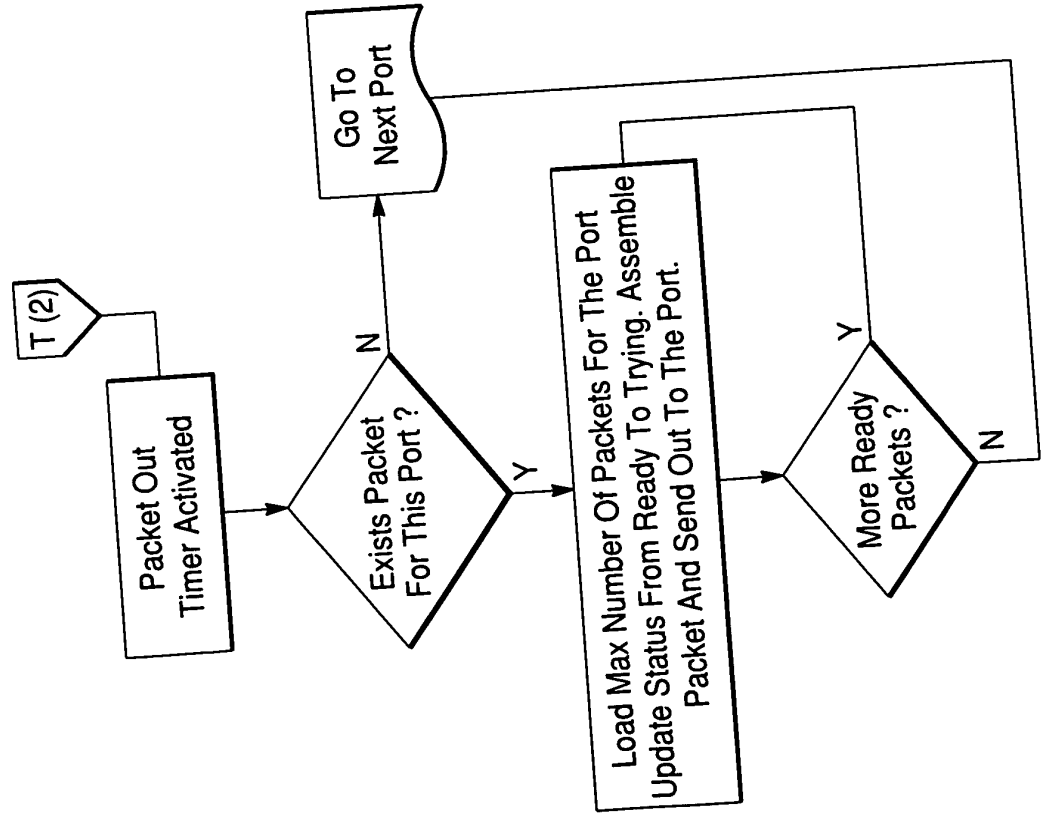 T (2)
Packet Out
Timer Activated
Exists Packet
For This Port ?
N
Go To
Next Port
Y
Load Max Number Of Packets For The Port
Update Status From Ready To Trying. Assemble
Packet And Send Out To The Port.
More Ready
Packets ?
Y
N